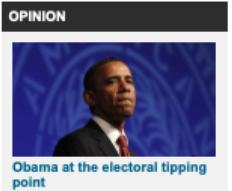 OPINION
Obama at the electoral tipping
point